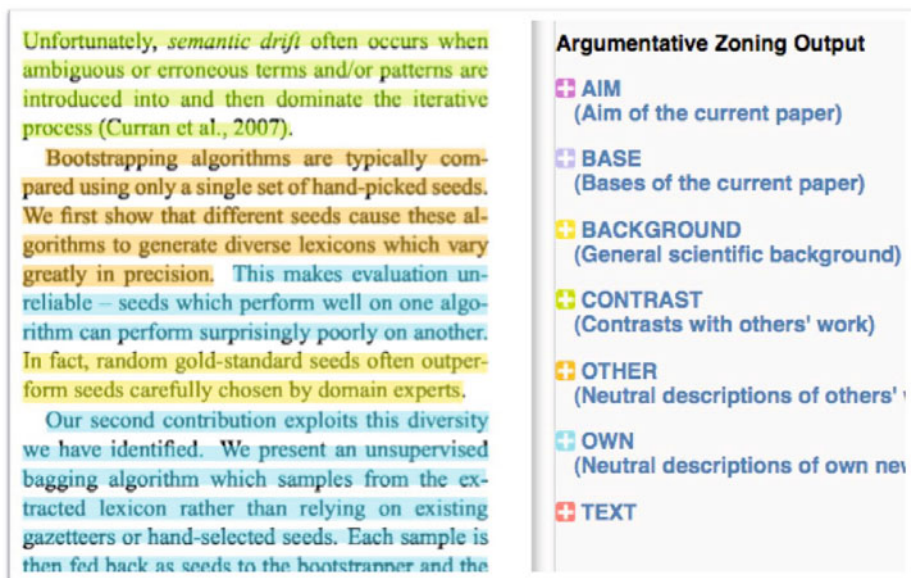 Unfortunately, semantic drift often occurs when
ambiguous or erroneous terms and/or patterns are
introduced into and then dominate the iterative
process (Curran et al., 2007).
Bootstrapping algorithms are typically com-
pared using only a single set of hand-picked seeds.
We first show that different seeds cause these al-
gorithms to generate diverse lexicons which vary
greatly in precision. This makes evaluation un-
reliable – seeds which perform well on one algo-
rithm can perform surprisingly poorly on another.
In fact, random gold-standard seeds often outper-
form seeds carefully chosen by domain experts.
Our second contribution exploits this diversity
we have identified. We present an unsupervised
bagging algorithm which samples from the ex-
tracted lexicon rather than relying on existing
gazetteers or hand-selected seeds. Each sample is
then fed back as seeds to the bootstrapper and the
Argumentative Zoning Output
AIM
(Aim of the current paper)
BASE
(Bases of the current paper)
BACKGROUND
(General scientific background)
CONTRAST
(Contrasts with others' work)
OTHER
(Neutral descriptions of others'
OWN
(Neutral descriptions of own new
TEXT